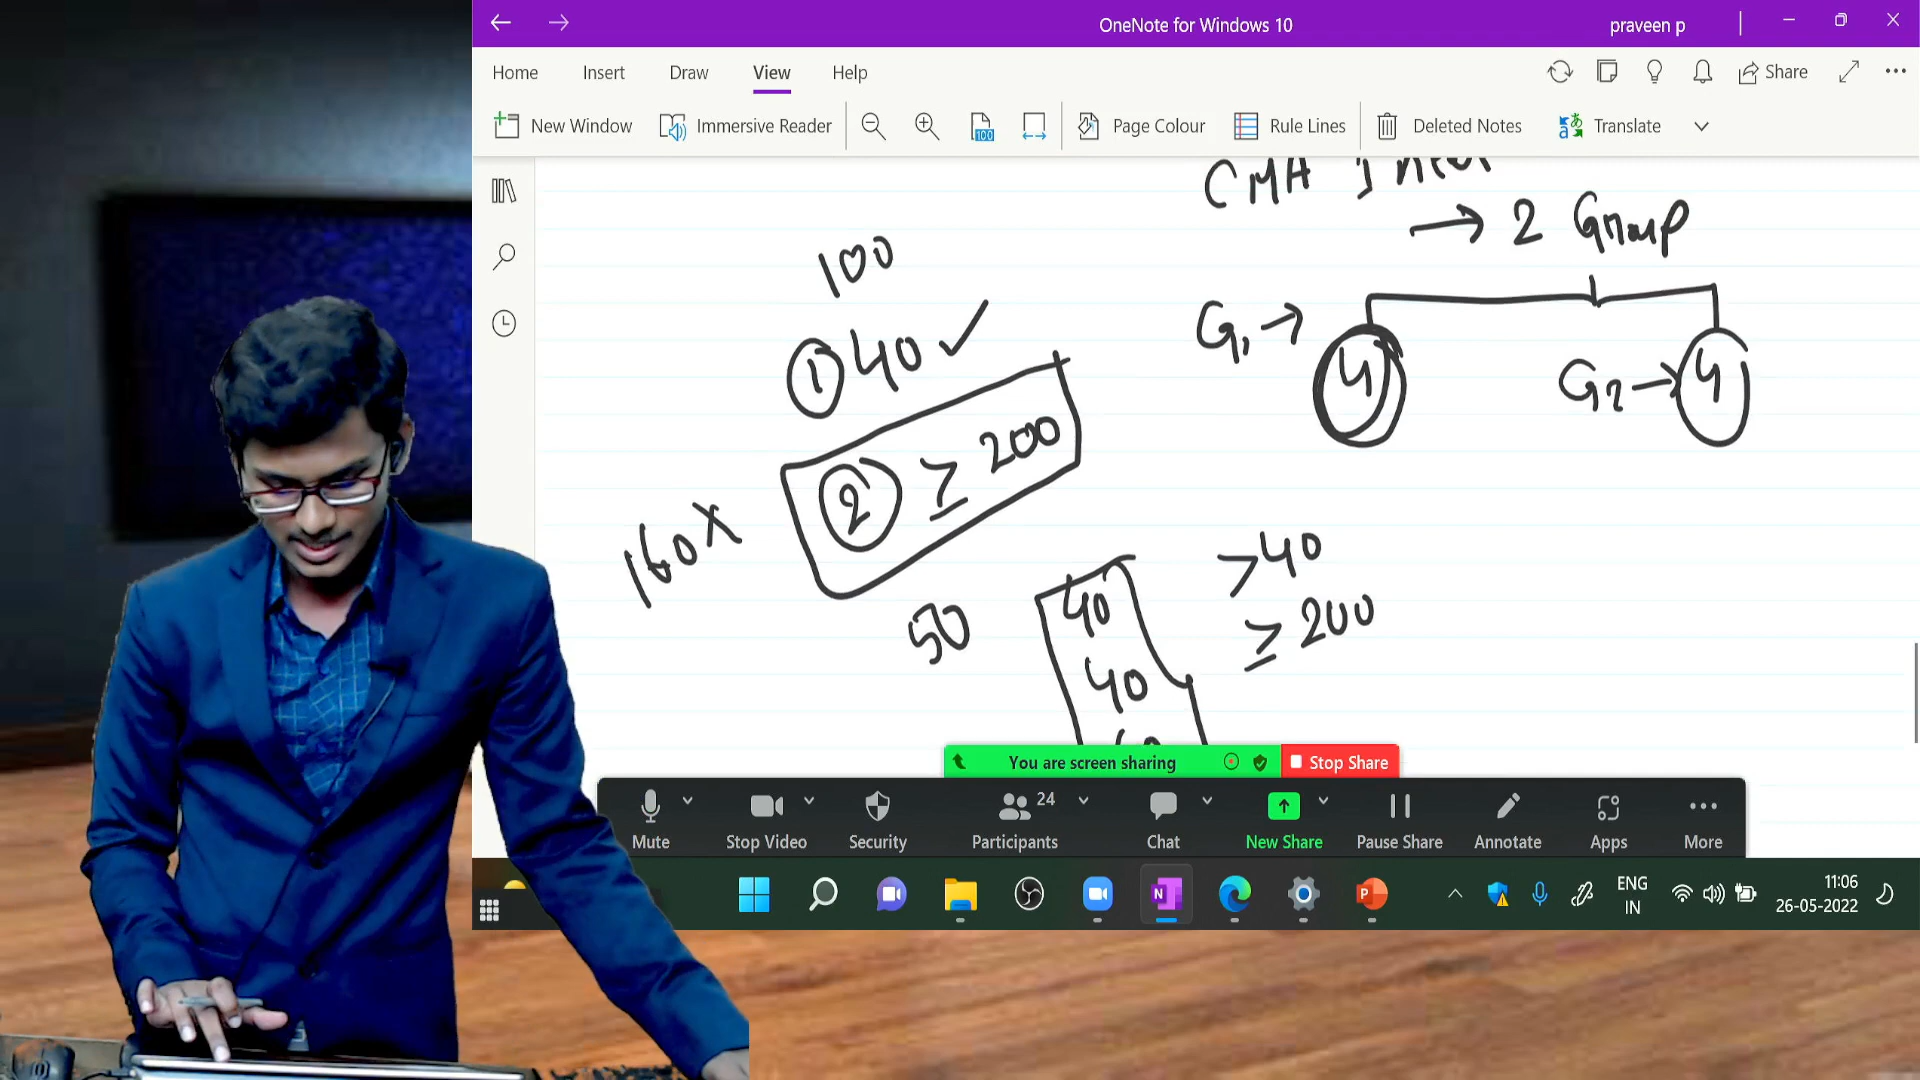 OneNote for Windows 10
praveen p
Home Insert Draw View Help
Share
New Window Immersive Reader 100 Page Colour Rule Lines Deleted Notes Translate
CMA Inter
→ 2 Group
100
G1 → 4
G2 → 4
① 40 ✓
② ≥ 200
160 X
50
40
40
>40
≥ 200
You are screen sharing
Stop Share
24
Mute Stop Video Security Participants Chat New Share Pause Share Annotate Apps More
ENG
IN
11:06
26-05-2022